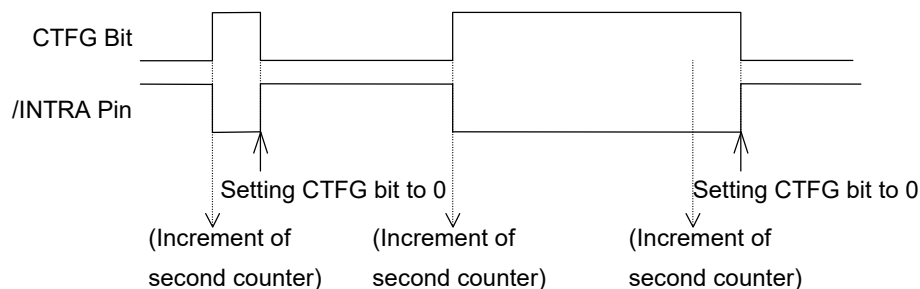 CTFG Bit
/INTRA Pin
Setting CTFG bit to 0
Setting CTFG bit to 0
(Increment of
second counter)
(Increment of
second counter)
(Increment of
second counter)